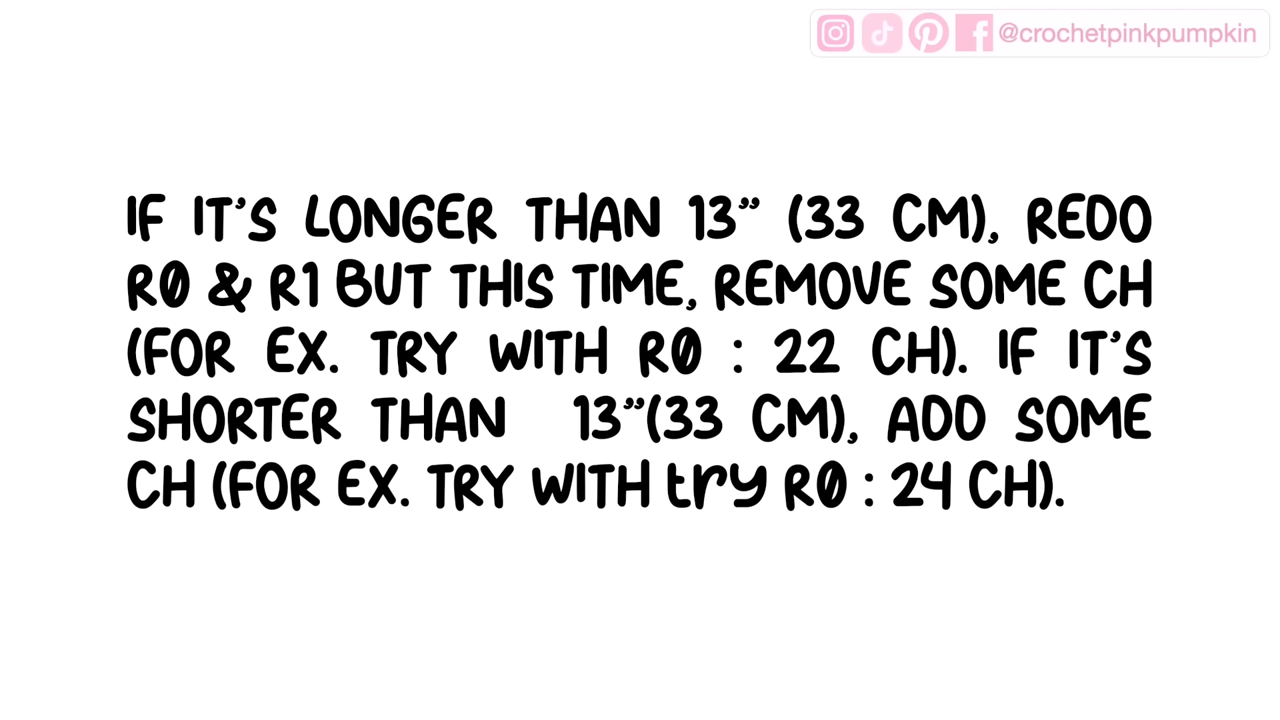 @crochetpinkpumpkin
IF IT'S LONGER THAN 13” (33 CM), REDO
R0 & R1 BUT THIS TIME, REMOVE SOME CH
(FOR EX. TRY WITH R0 : 22 CH). IF IT'S
SHORTER THAN 13”(33 CM), ADD SOME
CH (FOR EX. TRY WITH try R0 : 24 CH).